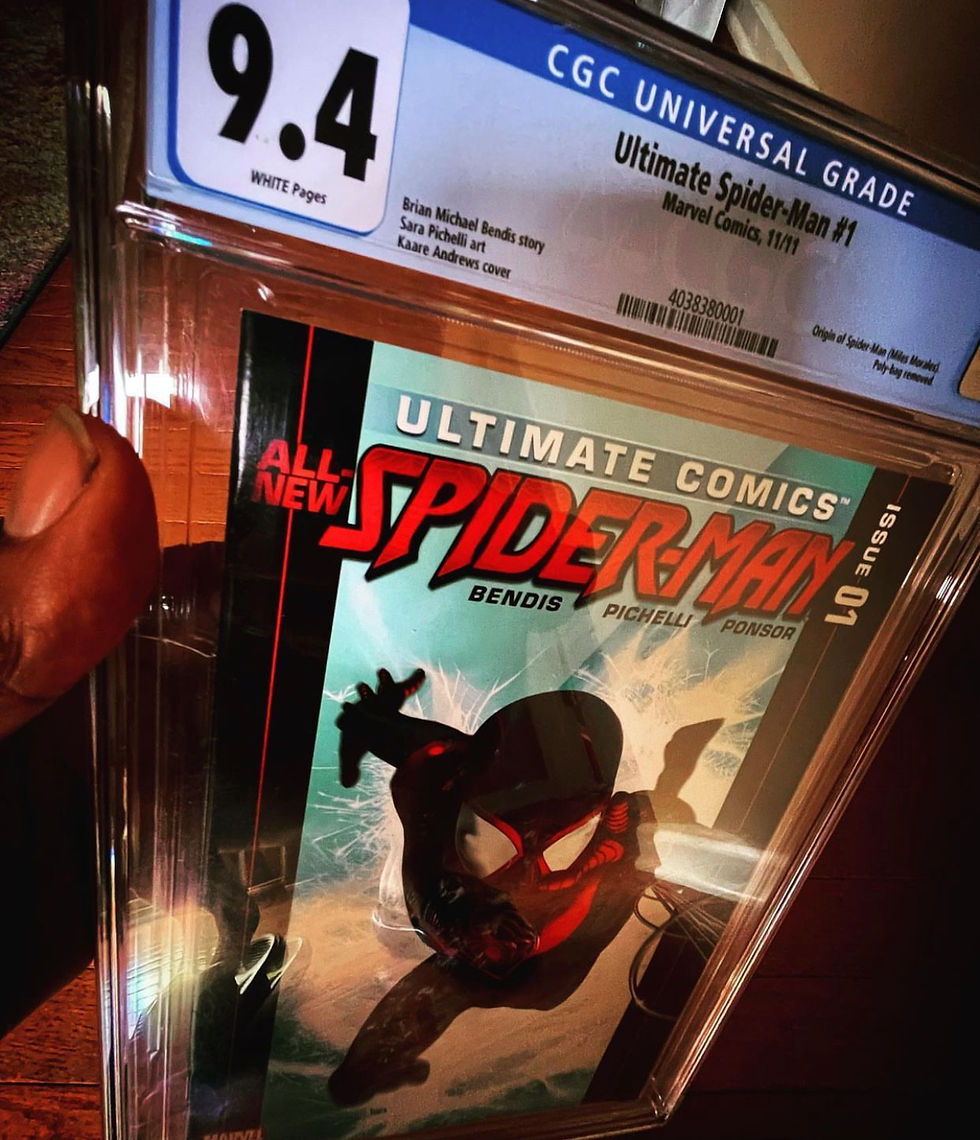 9.4
WHITE Pages
CGC UNIVERSAL GRADE
Ultimate Spider-Man #1
Marvel Comics, 11/11
Brian Michael Bendis story
Sara Pichelli art
Kaare Andrews cover
4038380001
Origin of Spider-Man (Miles Morales).
Poly-bag removed.
ULTIMATE COMICS™
ALL-
NEW
SPIDER-MAN
BENDIS PICHELLI PONSOR
ISSUE 01
MARVEL